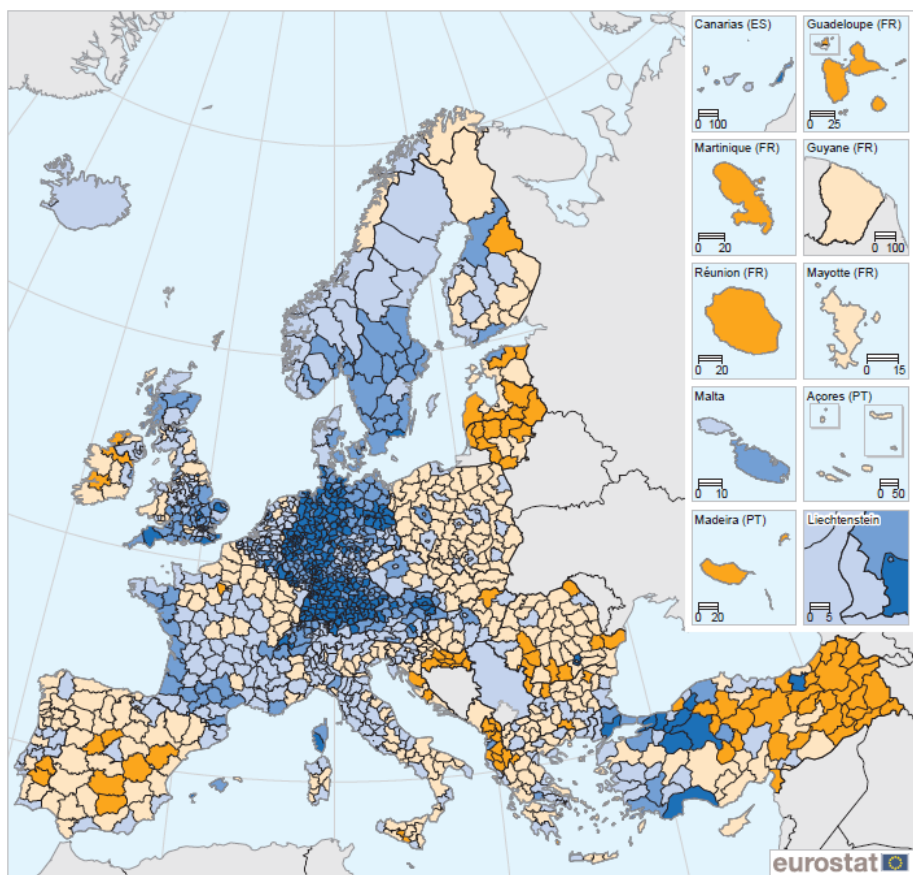 Canarias (ES)
0 100
Guadeloupe (FR)
0 25
Martinique (FR)
0 20
Guyane (FR)
0 100
Réunion (FR)
0 20
Mayotte (FR)
0 15
Malta
0 10
Açores (PT)
0 50
Madeira (PT)
0 20
Liechtenstein
0 5
eurostat